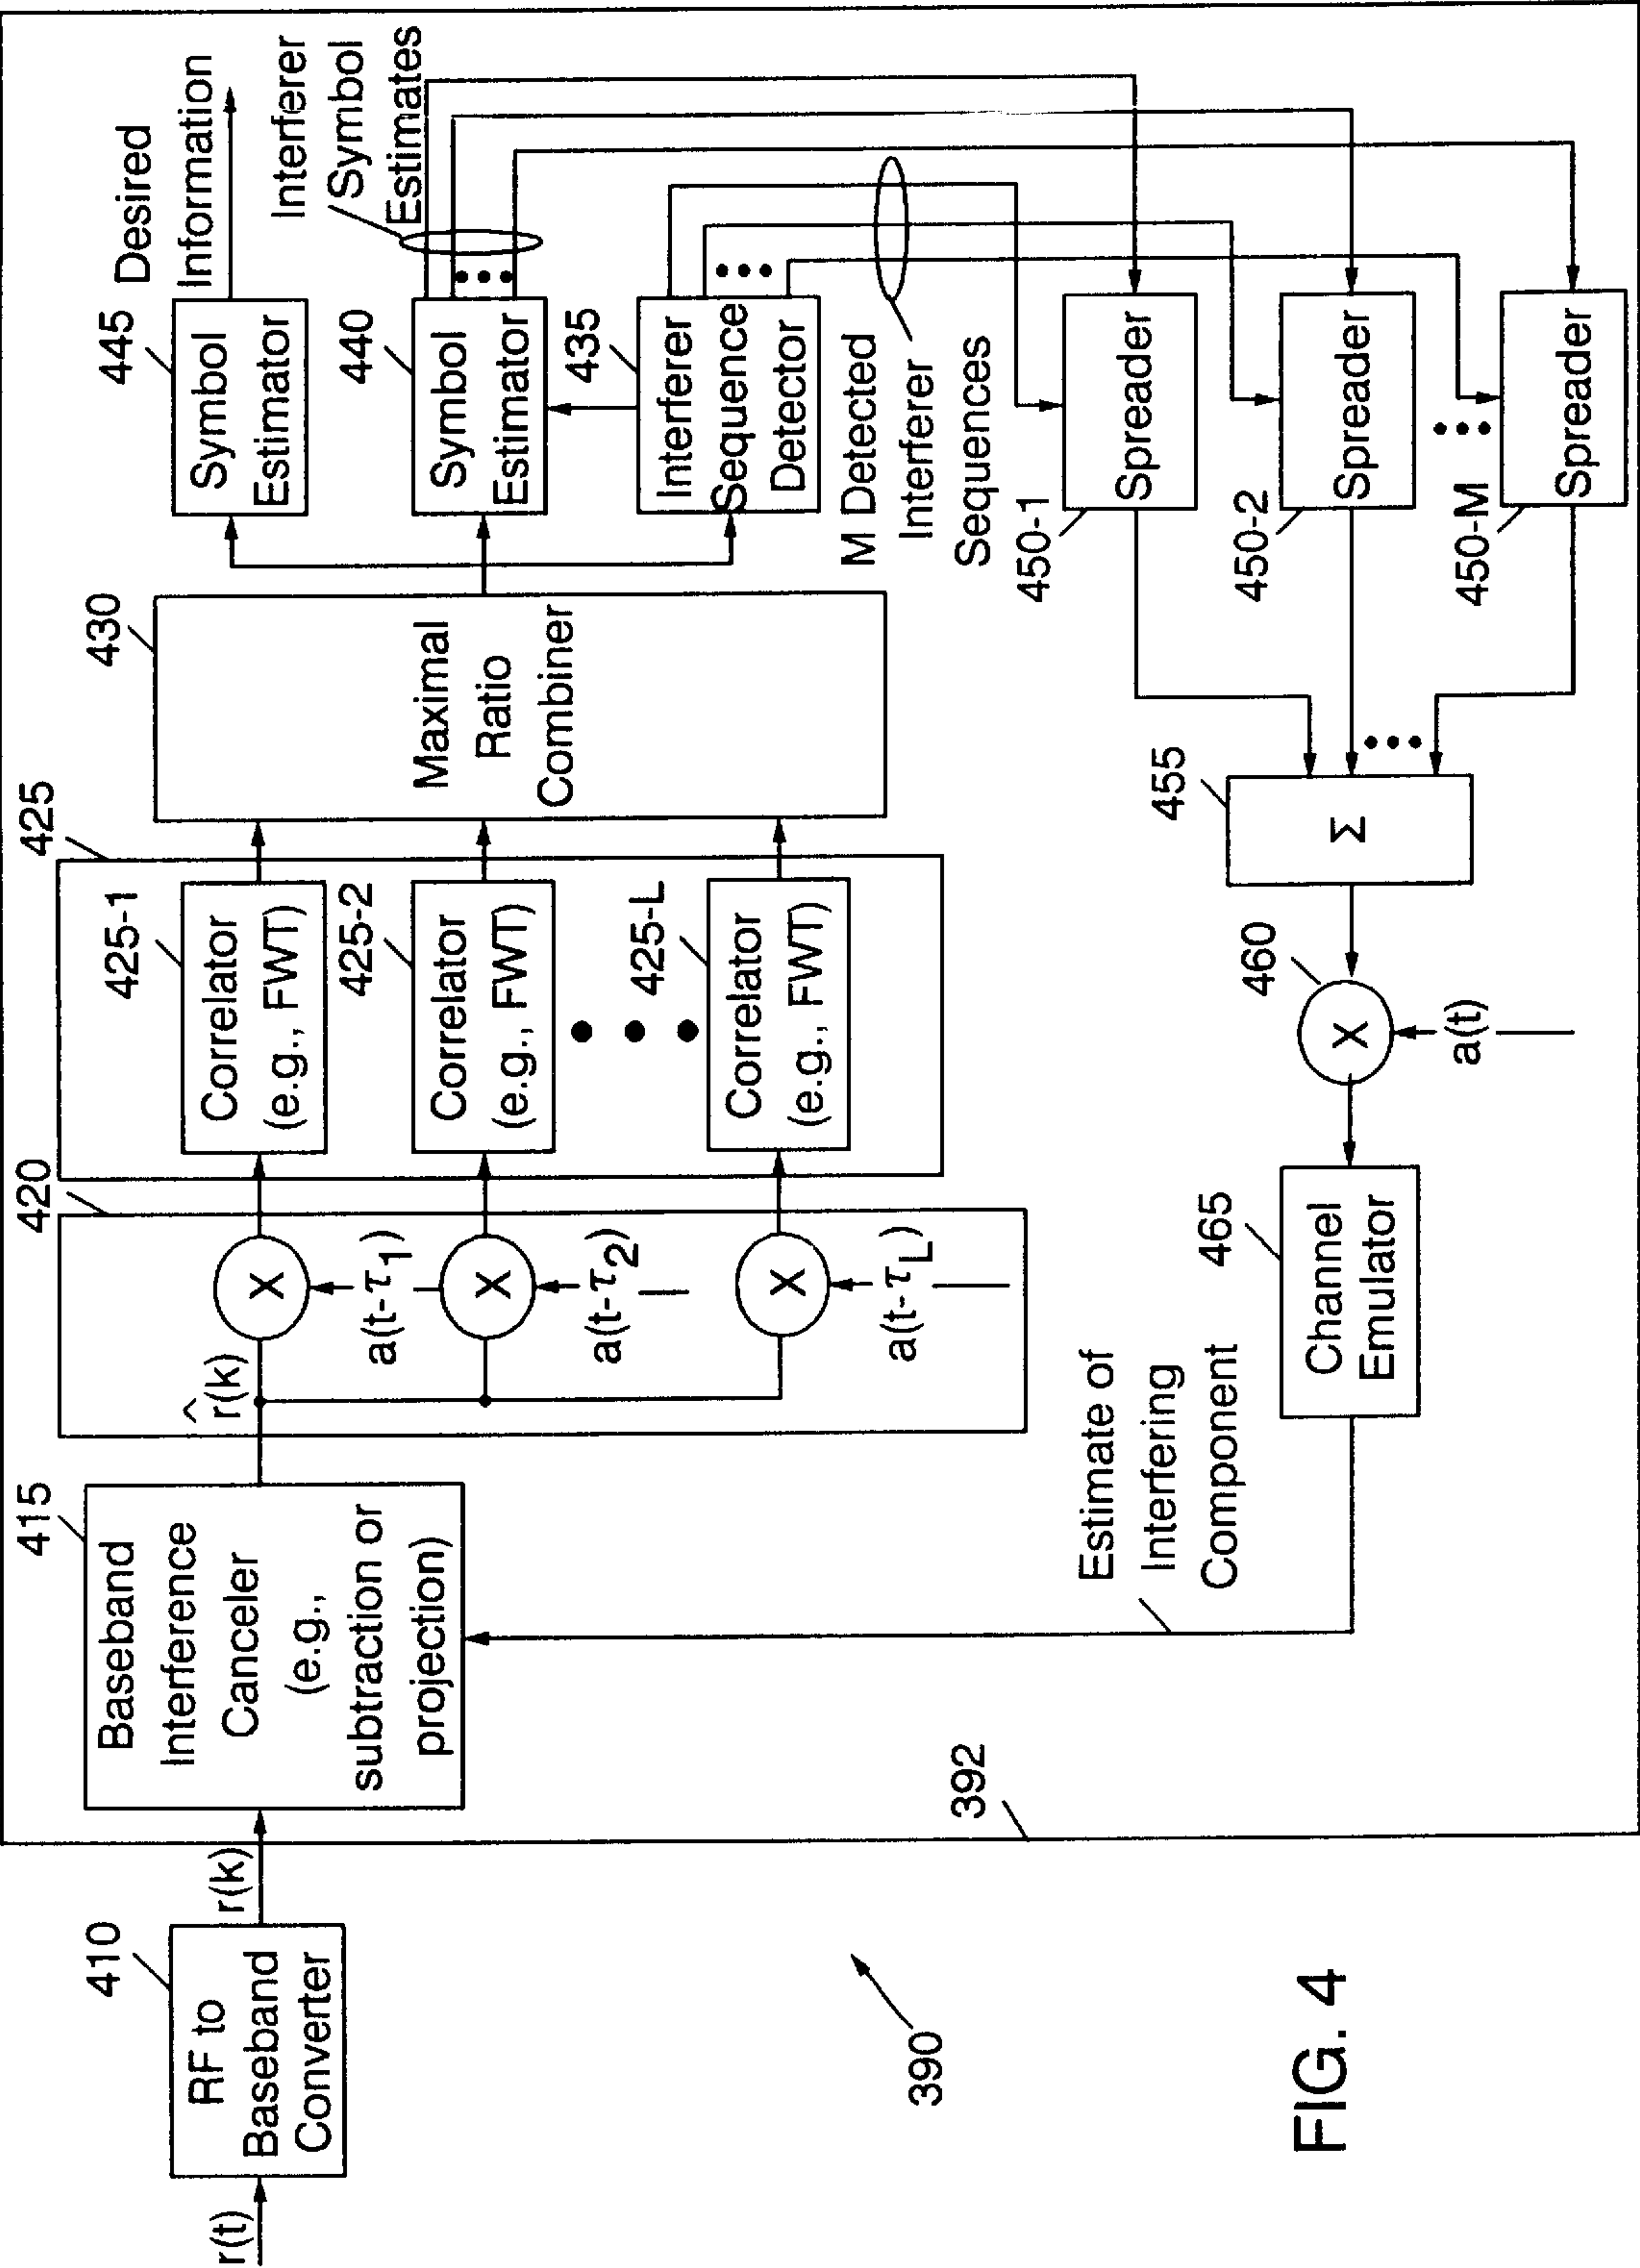 r(t)
410
RF to
Baseband
Converter
r(k)
415
Baseband
Interference
Canceler
(e.g.,
subtraction or
projection)
420
r̂(k)
X
a(t-τ₁)
X
a(t-τ₂)
X
a(t-τL)
425
425-1
Correlator
(e.g., FWT)
425-2
Correlator
(e.g., FWT)
425-L
Correlator
(e.g., FWT)
430
Maximal
Ratio
Combiner
445
Symbol
Estimator
Desired
Information
440
Symbol
Estimator
Interferer
Symbol
Estimates
435
Interferer
Sequence
Detector
M Detected
Interferer
Sequences
450-1
Spreader
450-2
Spreader
450-M
Spreader
455
Σ
460
X
a(t)
465
Channel
Emulator
Estimate of
Interfering
Component
392
390
FIG. 4